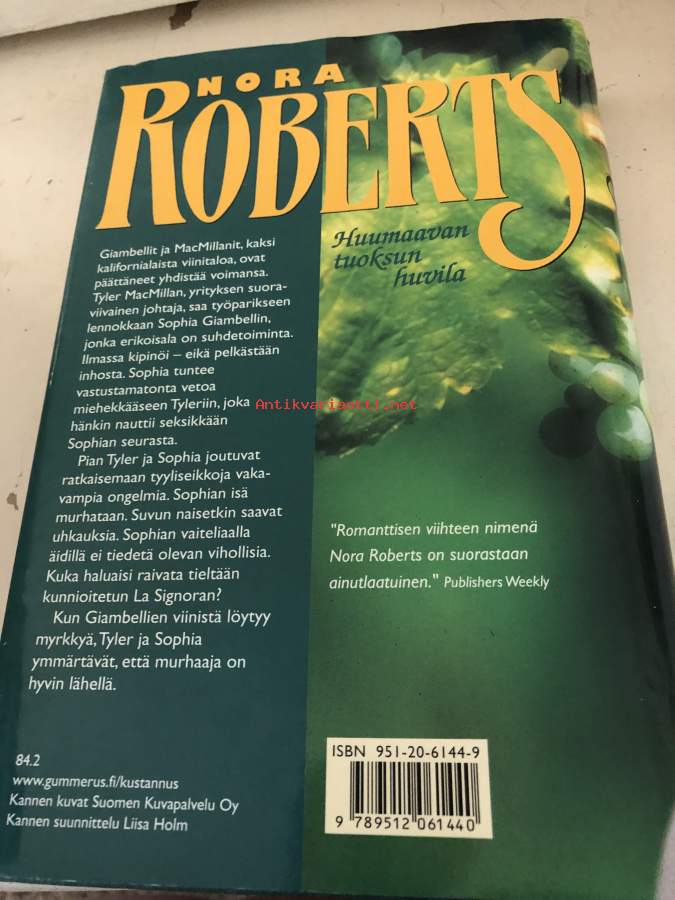 NORA
ROBERTS
Huumaavan
tuoksun
huvila
Giambellit ja MacMillanit, kaksi
kalifornialaista viinitaloa, ovat
päättäneet yhdistää voimansa.
Tyler MacMillan, yrityksen suora-
viivainen johtaja, saa työparikseen
lennokkaan Sophia Giambellin,
jonka erikoisala on suhdetoiminta.
Ilmassa kipinöi – eikä pelkästään
inhosta. Sophia tuntee
vastustamatonta vetoa
miehekkääseen Tyleriin, joka
hänkin nauttii seksikkään
Sophian seurasta.
Pian Tyler ja Sophia joutuvat
ratkaisemaan tyyliseikkoja vaka-
vampia ongelmia. Sophian isä
murhataan. Suvun naisetkin saavat
uhkauksia. Sophian vaiteliaalla
äidillä ei tiedetä olevan vihollisia.
Kuka haluaisi raivata tieltään
kunnioitetun La Signoran?
Kun Giambellien viinistä löytyy
myrkkyä, Tyler ja Sophia
ymmärtävät, että murhaaja on
hyvin lähellä.
Antikvariaatti.net
"Romanttisen viihteen nimenä
Nora Roberts on suorastaan
ainutlaatuinen." Publishers Weekly
84.2
www.gummerus.fi/kustannus
Kannen kuvat Suomen Kuvapalvelu Oy
Kannen suunnittelu Liisa Holm
ISBN 951-20-6144-9
9 789512 061440